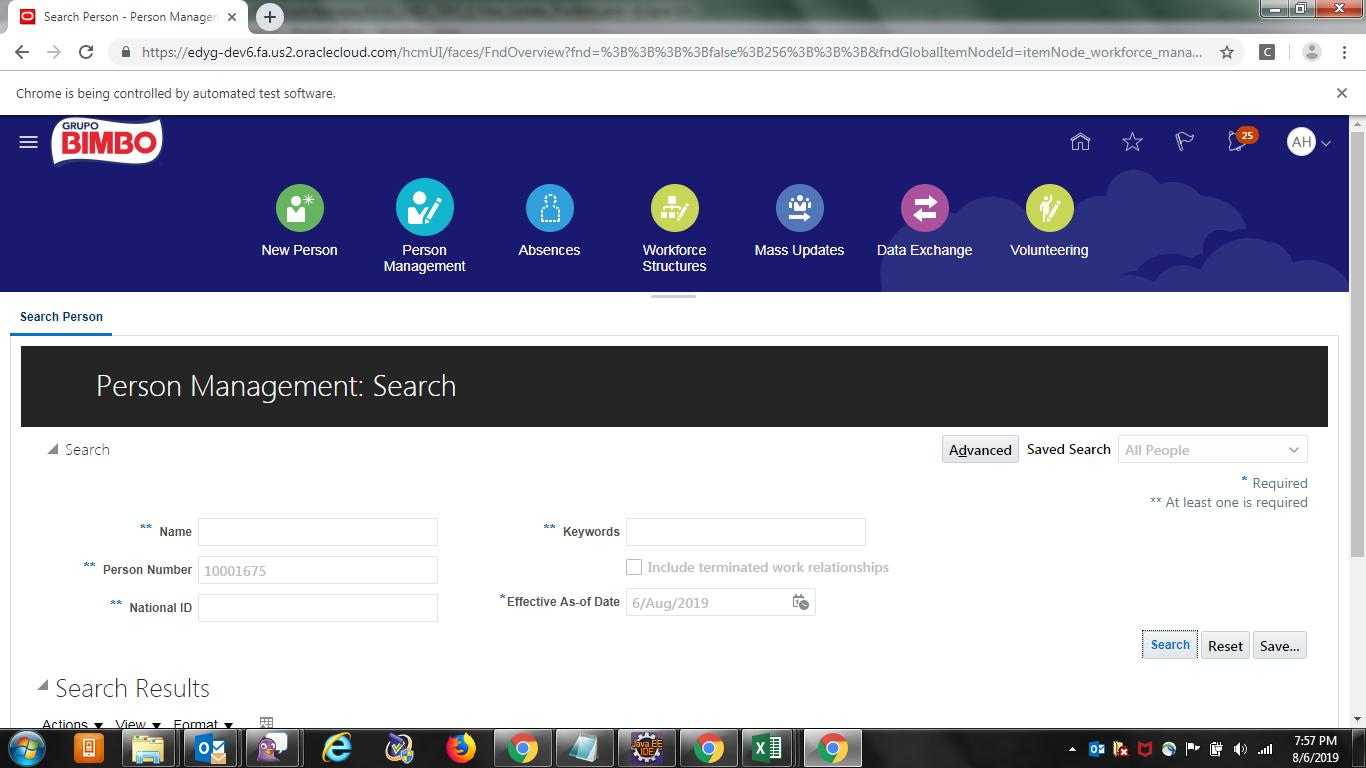 Search Person - Person Managen
https://edyg-dev6.fa.us2.oraclecloud.com/hcmUI/faces/FndOverview?fnd=%3B%3B%3B%3Bfalse%3B256%3B%3B%3B&fndGlobalItemNodeId=itemNode_workforce_mana...
C
Chrome is being controlled by automated test software.
GRUPO
BIMBO
25
AH
New Person
Person
Management
Absences
Workforce
Structures
Mass Updates
Data Exchange
Volunteering
Search Person
Person Management: Search
Search
Advanced
Saved Search
All People
* Required
** At least one is required
** Name
** Keywords
** Person Number
10001675
Include terminated work relationships
** National ID
*Effective As-of Date
6/Aug/2019
Search
Reset
Save...
Search Results
Actions
View
Format
Java EE
IDE
7:57 PM
8/6/2019